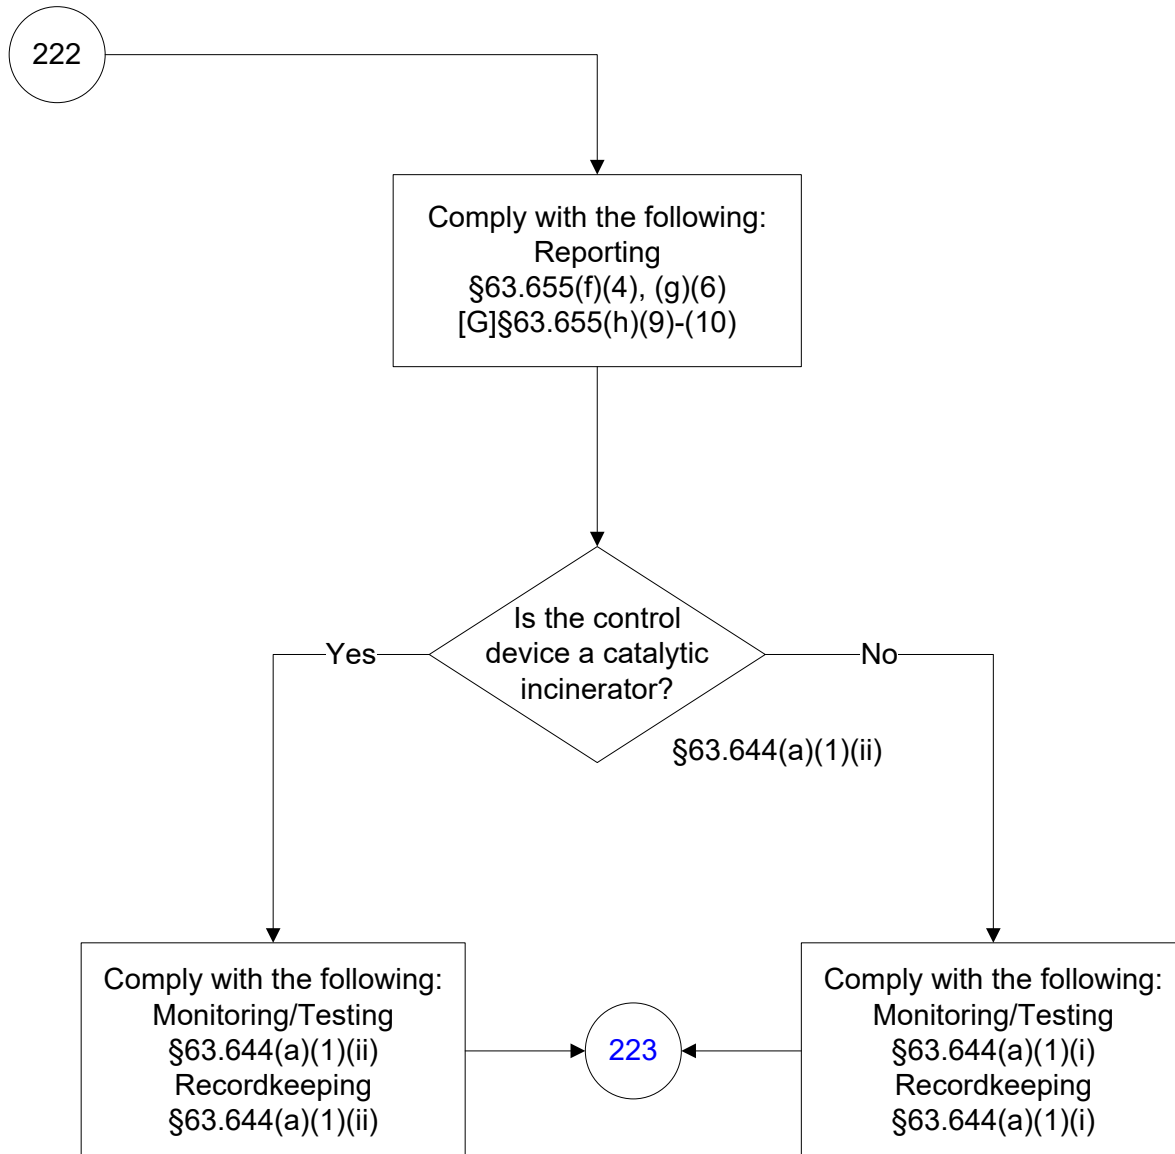 222
Comply with the following:
Reporting
§63.655(f)(4), (g)(6)
[G]§63.655(h)(9)-(10)
Is the control
device a catalytic
incinerator?
Yes
No
§63.644(a)(1)(ii)
Comply with the following:
Monitoring/Testing
§63.644(a)(1)(ii)
Recordkeeping
§63.644(a)(1)(ii)
223
Comply with the following:
Monitoring/Testing
§63.644(a)(1)(i)
Recordkeeping
§63.644(a)(1)(i)